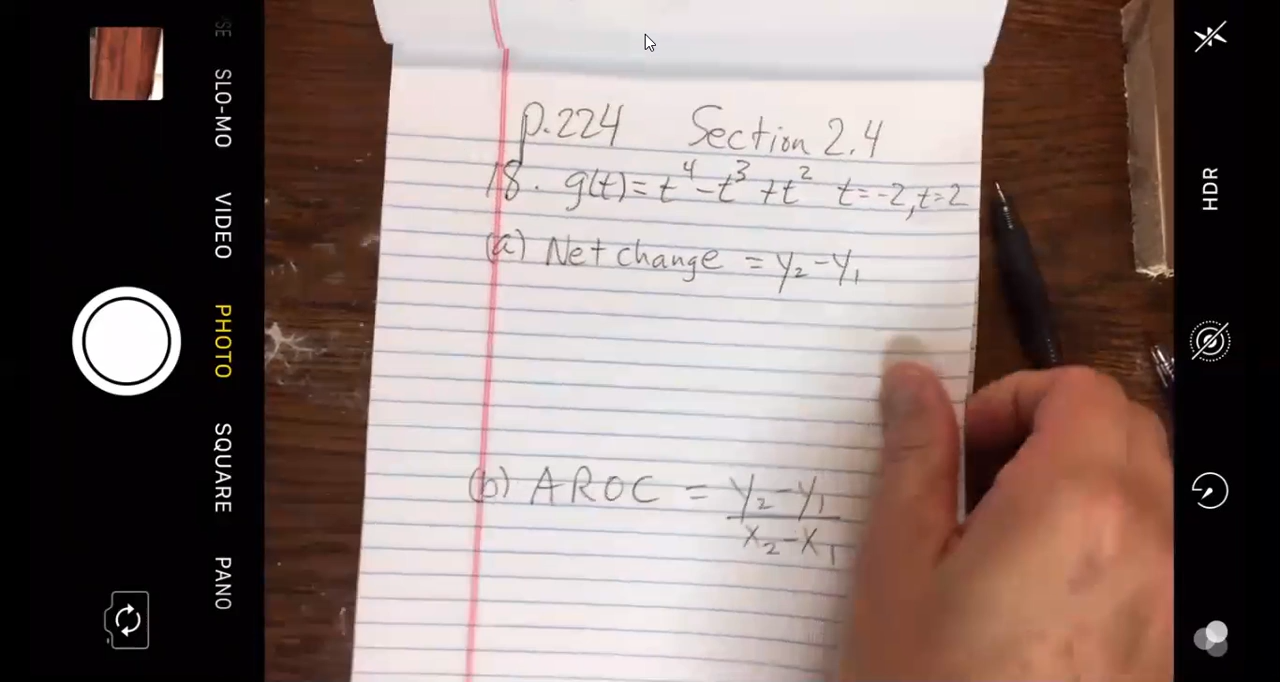 SE
SLO-MO
VIDEO
PHOTO
SQUARE
PANO
HDR
p.224 Section 2.4
18. g(t) = t⁴ - t³ + t² t=-2, t=2
(a) Net change = y₂ - y₁
(b) AROC = y₂ - y₁
x₂ - x₁